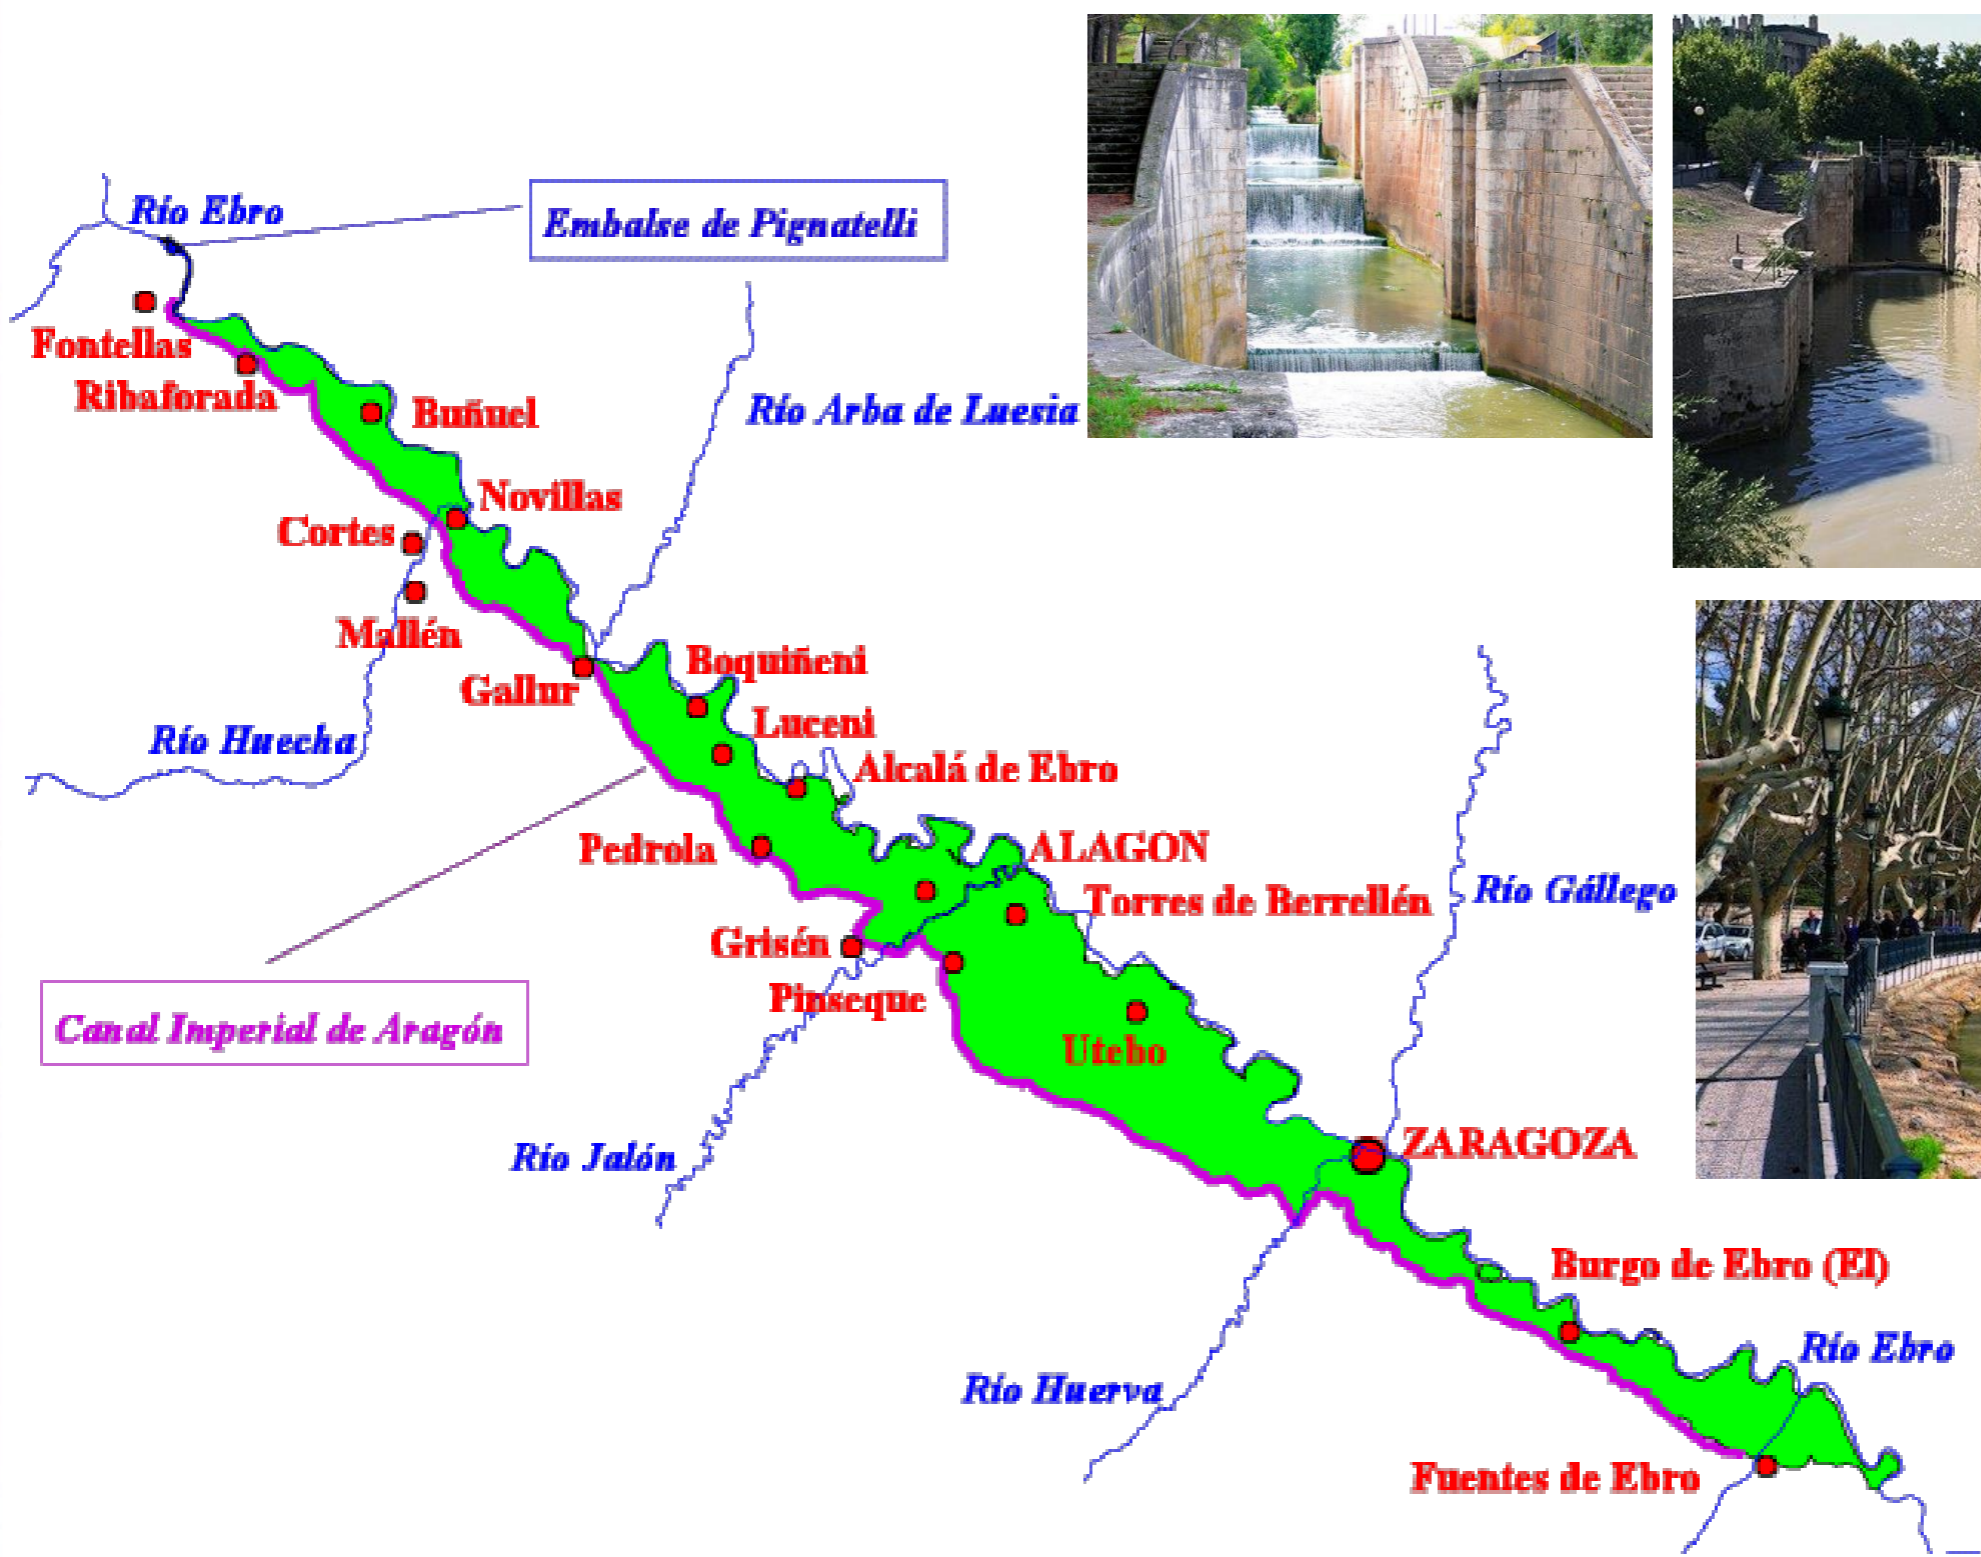 Río Ebro
Embalse de Pignatelli
Fontellas
Ribaforada
Buñuel
Río Arba de Luesia
Novillas
Cortes
Mallén
Boquiñeni
Gallur
Luceni
Río Huecha
Alcalá de Ebro
Pedrola
ALAGON
Río Gállego
Torres de Berrellén
Grisén
Pinseque
Canal Imperial de Aragón
Utebo
ZARAGOZA
Río Jalón
Burgo de Ebro (El)
Río Ebro
Río Huerva
Fuentes de Ebro